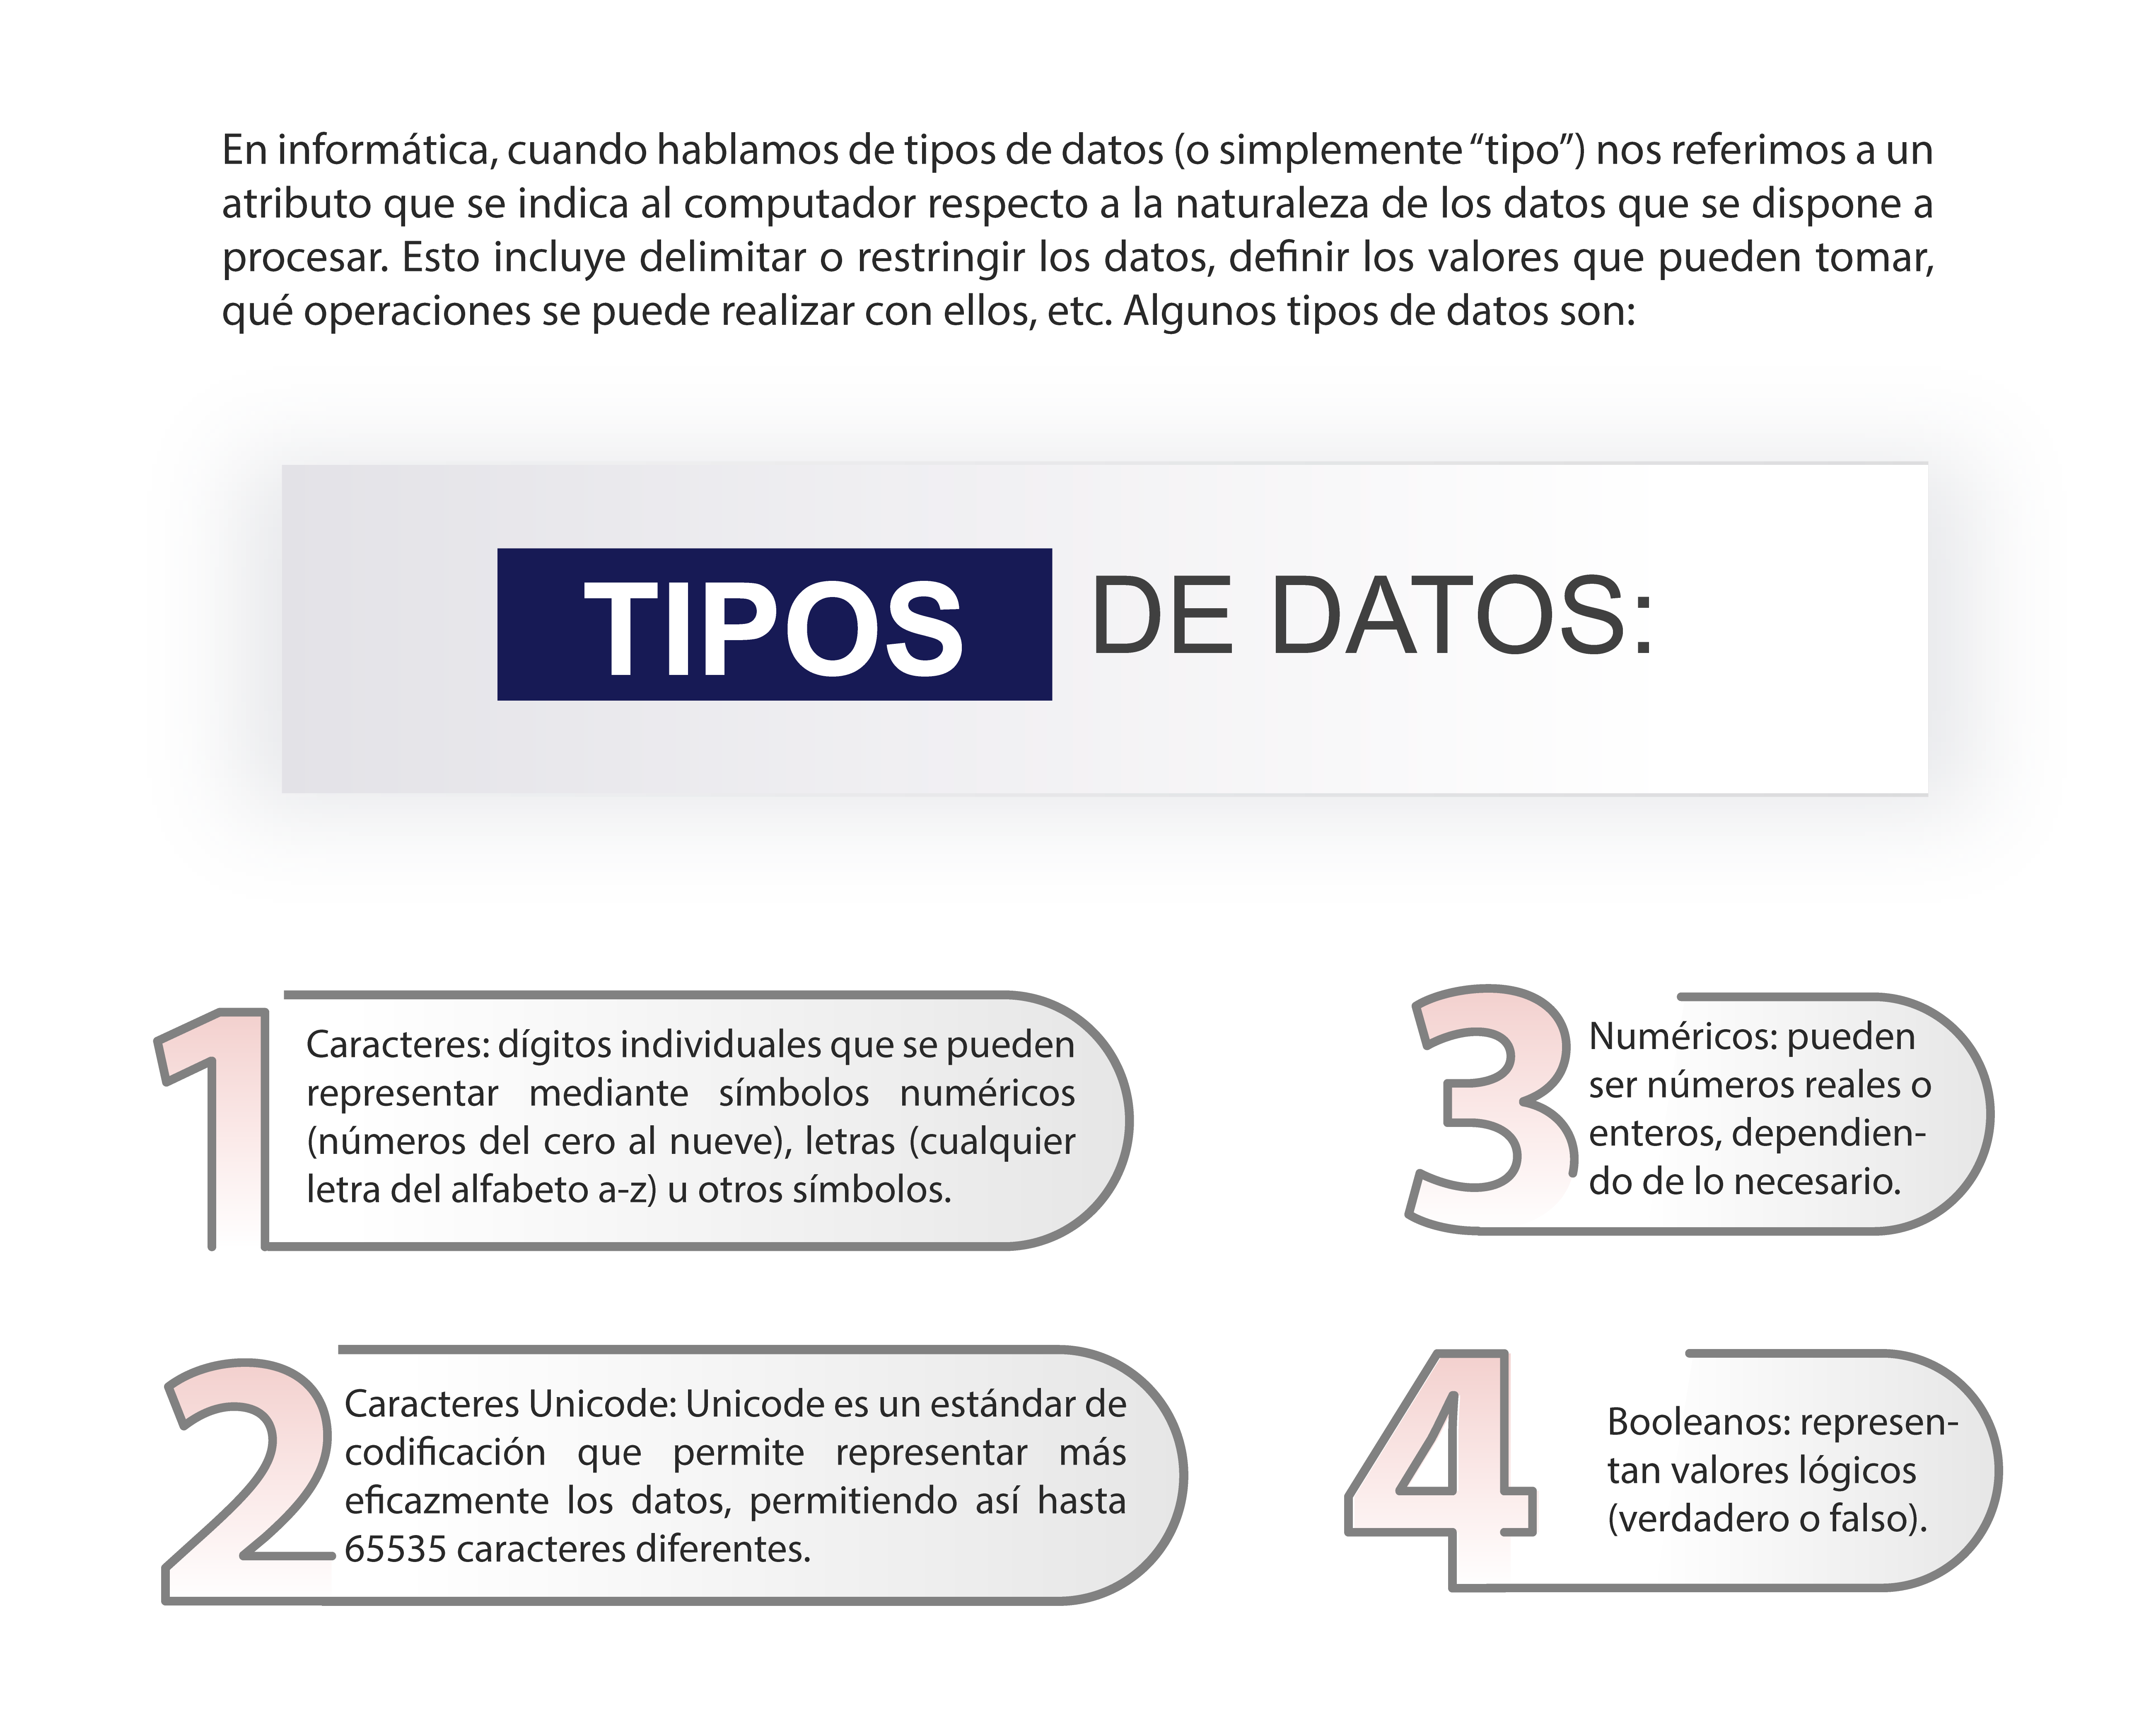 En informática, cuando hablamos de tipos de datos (o simplemente “tipo”) nos referimos a un
atributo que se indica al computador respecto a la naturaleza de los datos que se dispone a
procesar. Esto incluye delimitar o restringir los datos, definir los valores que pueden tomar,
qué operaciones se puede realizar con ellos, etc. Algunos tipos de datos son:
TIPOS DE DATOS:
1
Caracteres: dígitos individuales que se pueden
representar mediante símbolos numéricos
(números del cero al nueve), letras (cualquier
letra del alfabeto a-z) u otros símbolos.
2
Caracteres Unicode: Unicode es un estándar de
codificación que permite representar más
eficazmente los datos, permitiendo así hasta
65535 caracteres diferentes.
3
Numéricos: pueden
ser números reales o
enteros, dependien-
do de lo necesario.
4
Booleanos: represen-
tan valores lógicos
(verdadero o falso).